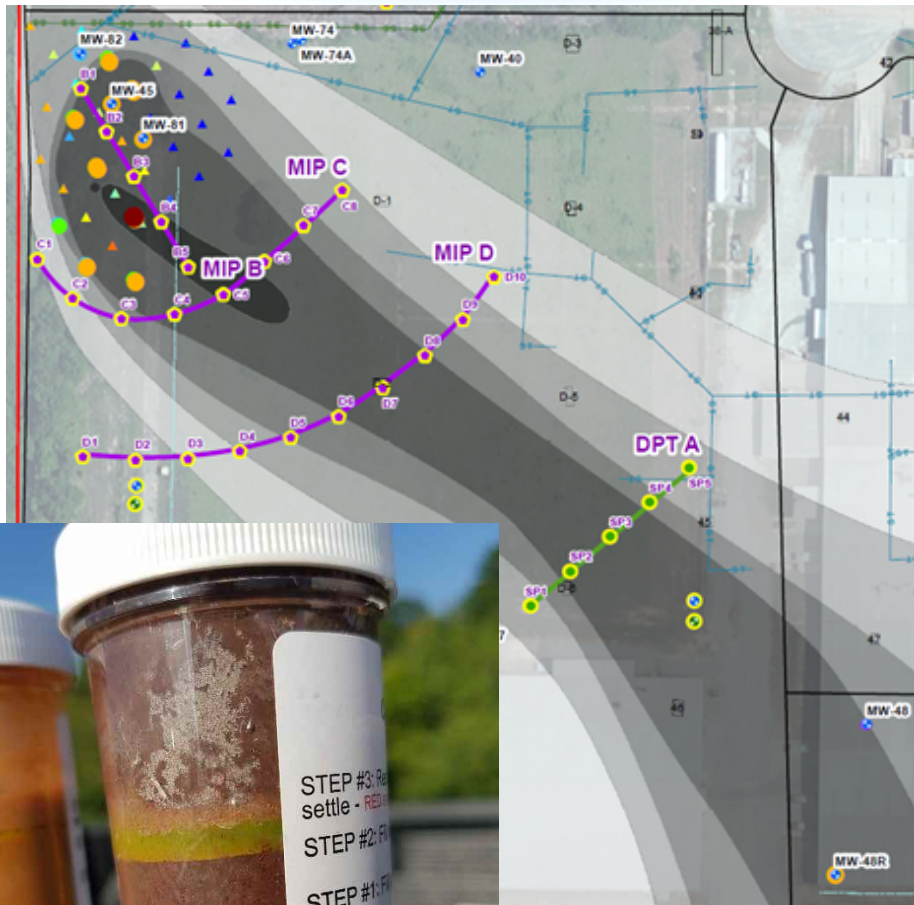 MW-82
MW-74
MW-74A
MW-40
D-3
38-A
42
B1
MW-45
B2
MW-81
59
B3
MIP C
C8
D-1
D-4
B4
C7
MIP D
C1
B5
MIP B
C6
D10
C2
C5
C3
C4
D9
D8
D7
D-5
D6
44
D5
D4
DPT A
D1
D2
D3
SP4
SP5
45
SP3
SP2
SP1
D-6
47
46
MW-48
STEP #3:
settle - RED
STEP #2:
STEP #1:
MW-48R